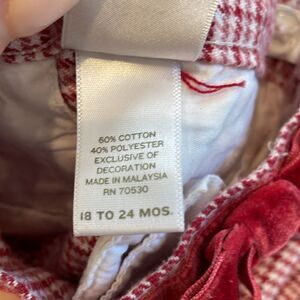 60% COTTON
40% POLYESTER
EXCLUSIVE OF
DECORATION
MADE IN MALAYSIA
RN 70530
18 TO 24 MOS.